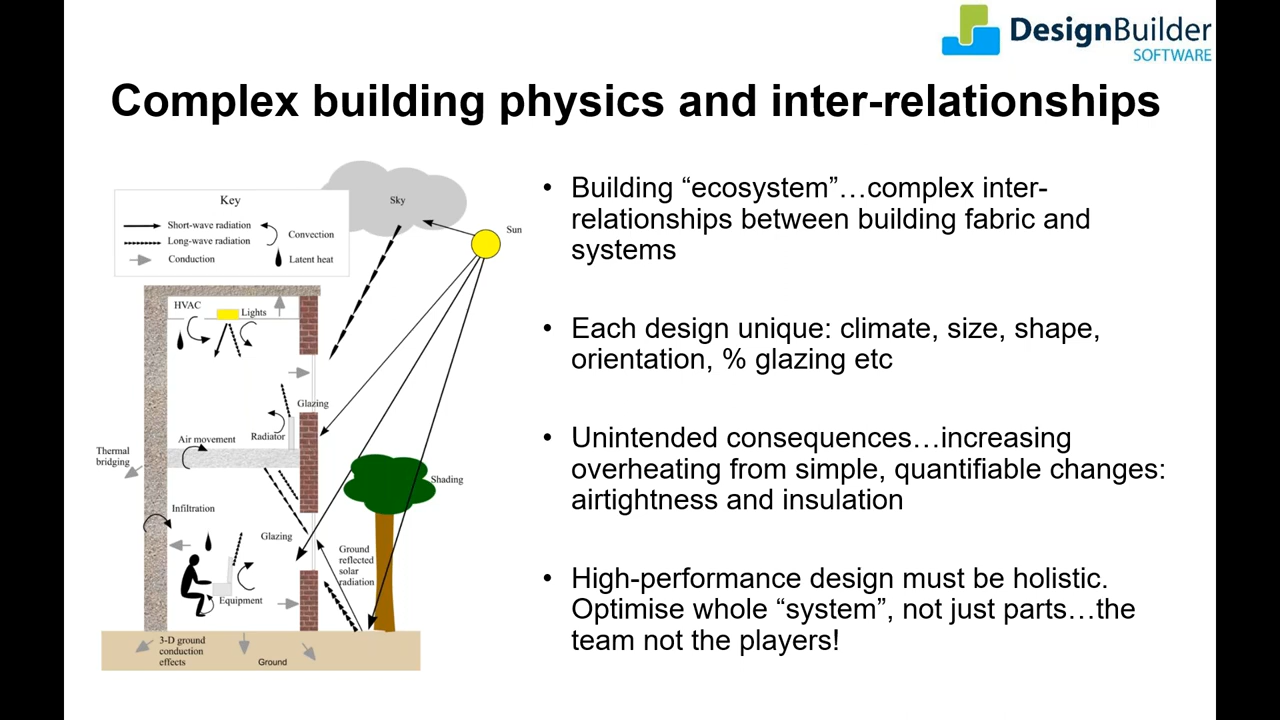 DesignBuilder
SOFTWARE
Complex building physics and inter-relationships
Key
Short-wave radiation
Long-wave radiation
Conduction
Convection
Latent heat
Sky
Sun
HVAC
Lights
Glazing
Air movement
Radiator
Thermal
bridging
Shading
Infiltration
Glazing
Ground
reflected
solar
radiation
Equipment
3-D ground
conduction
effects
Ground
• Building “ecosystem”…complex inter-
relationships between building fabric and
systems
• Each design unique: climate, size, shape,
orientation, % glazing etc
• Unintended consequences…increasing
overheating from simple, quantifiable changes:
airtightness and insulation
• High-performance design must be holistic.
Optimise whole “system”, not just parts…the
team not the players!